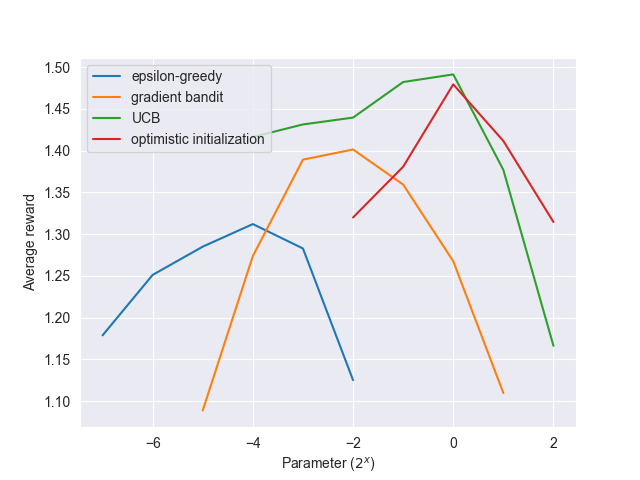 epsilon-greedy
gradient bandit
UCB
optimistic initialization
1.50
1.45
1.40
1.35
1.30
1.25
1.20
1.15
1.10
Average reward
−6 −4 −2 0 2
Parameter (2^x)